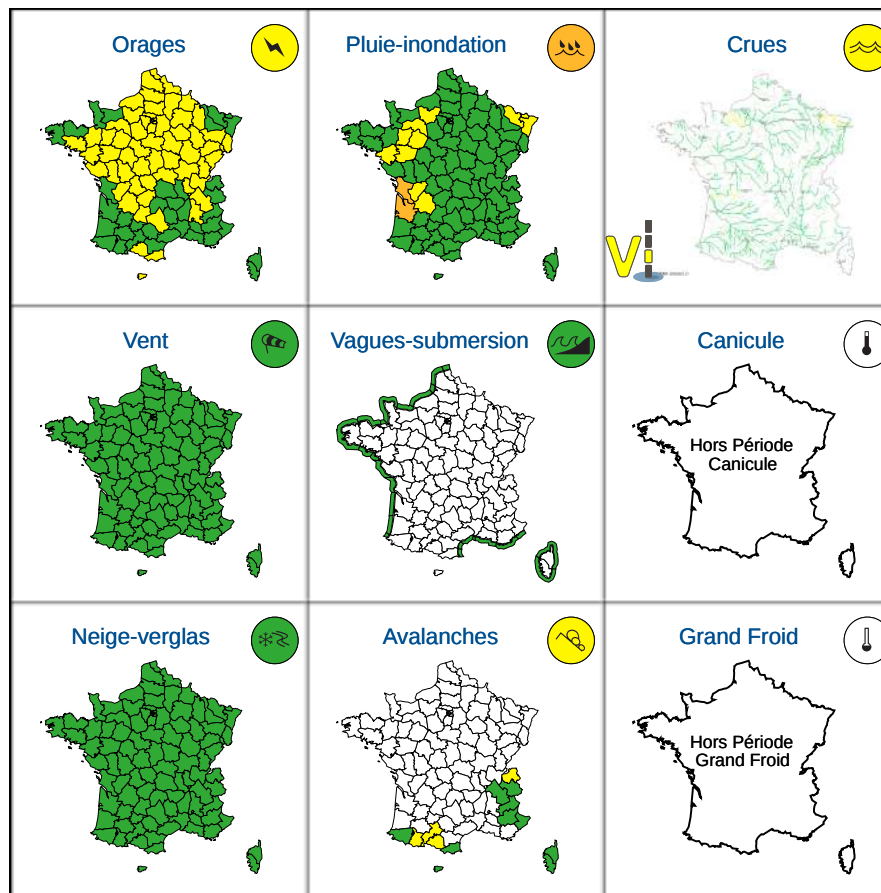 Orages
Pluie-inondation
Crues
Vi
Vent
Vagues-submersion
Canicule
Hors Période
Canicule
Neige-verglas
Avalanches
Grand Froid
Hors Période
Grand Froid